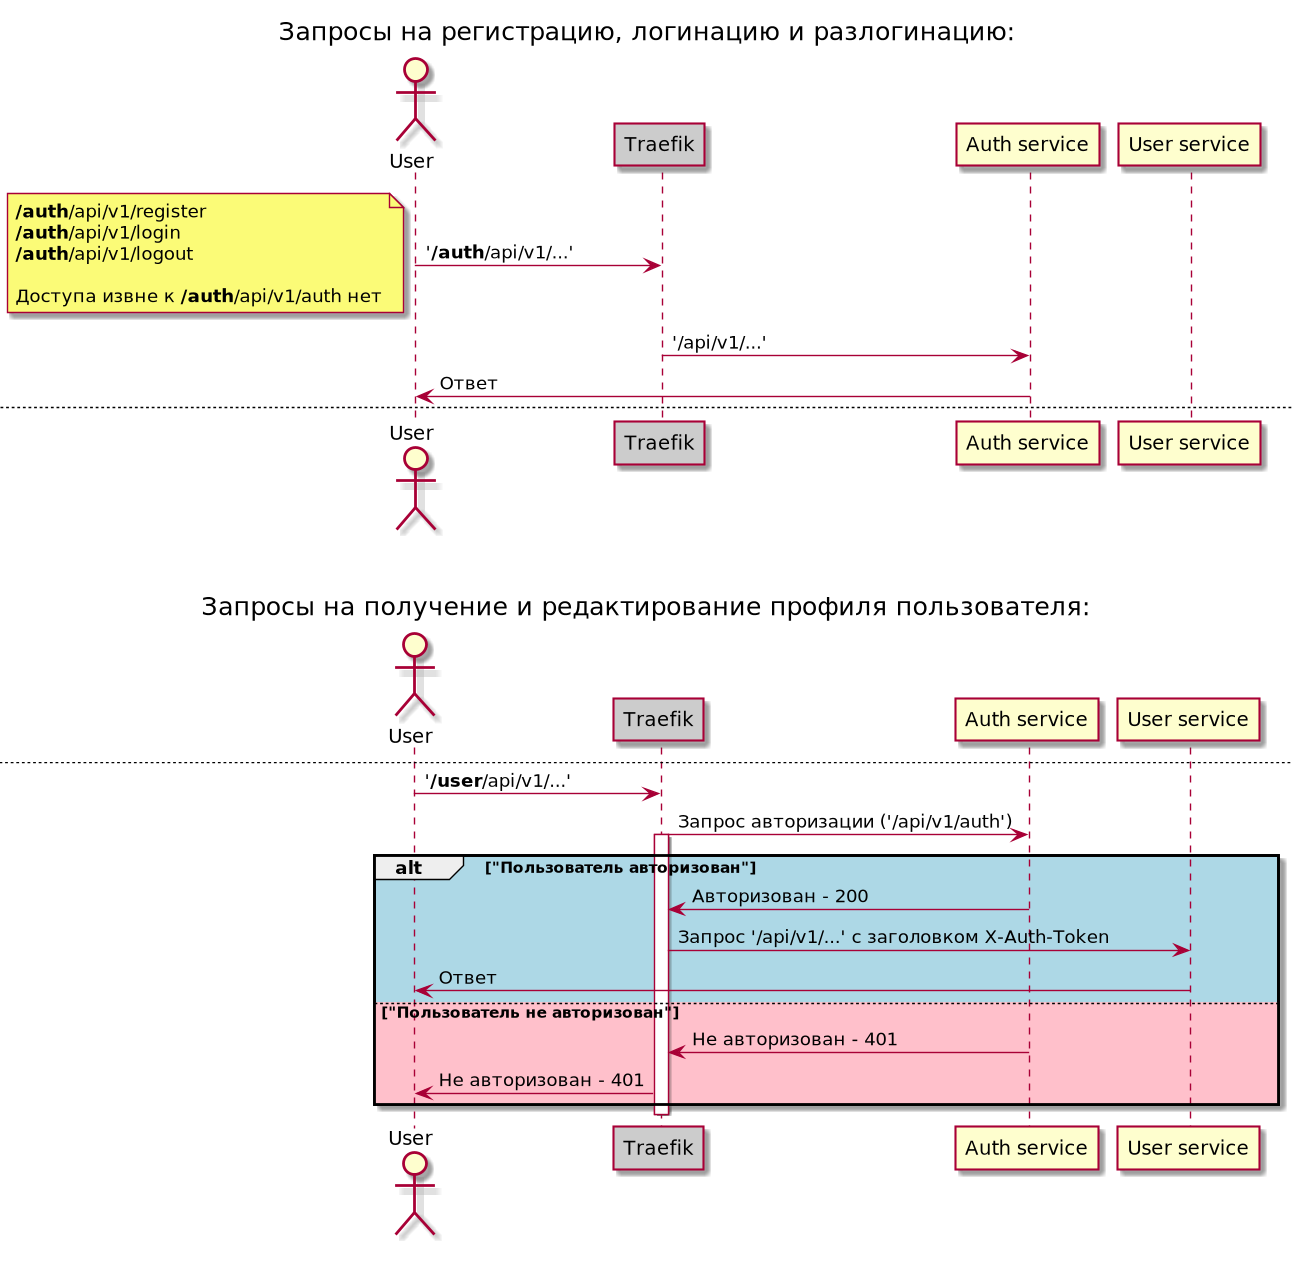 Запросы на регистрацию, логинацию и разлогинацию:
User
Traefik
Auth service
User service
/auth/api/v1/register
/auth/api/v1/login
/auth/api/v1/logout
Доступа извне к /auth/api/v1/auth нет
'/auth/api/v1/...'
'/api/v1/...'
Ответ
User
Traefik
Auth service
User service
Запросы на получение и редактирование профиля пользователя:
User
Traefik
Auth service
User service
'/user/api/v1/...'
Запрос авторизации ('/api/v1/auth')
alt
["Пользователь авторизован"]
Авторизован - 200
Запрос '/api/v1/...' с заголовком X-Auth-Token
Ответ
["Пользователь не авторизован"]
Не авторизован - 401
Не авторизован - 401
User
Traefik
Auth service
User service